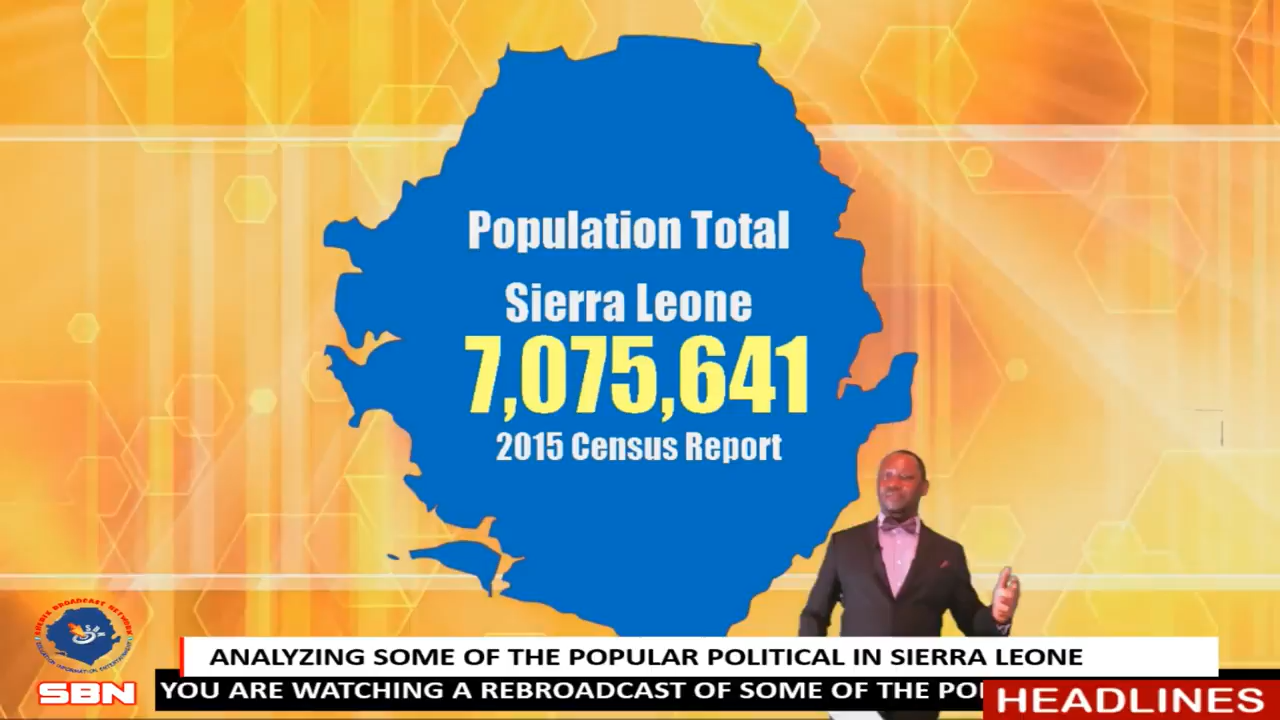 Population Total
Sierra Leone
7,075,641
2015 Census Report
ANALYZING SOME OF THE POPULAR POLITICAL IN SIERRA LEONE
YOU ARE WATCHING A REBROADCAST OF SOME OF THE PO
HEADLINES
SBN